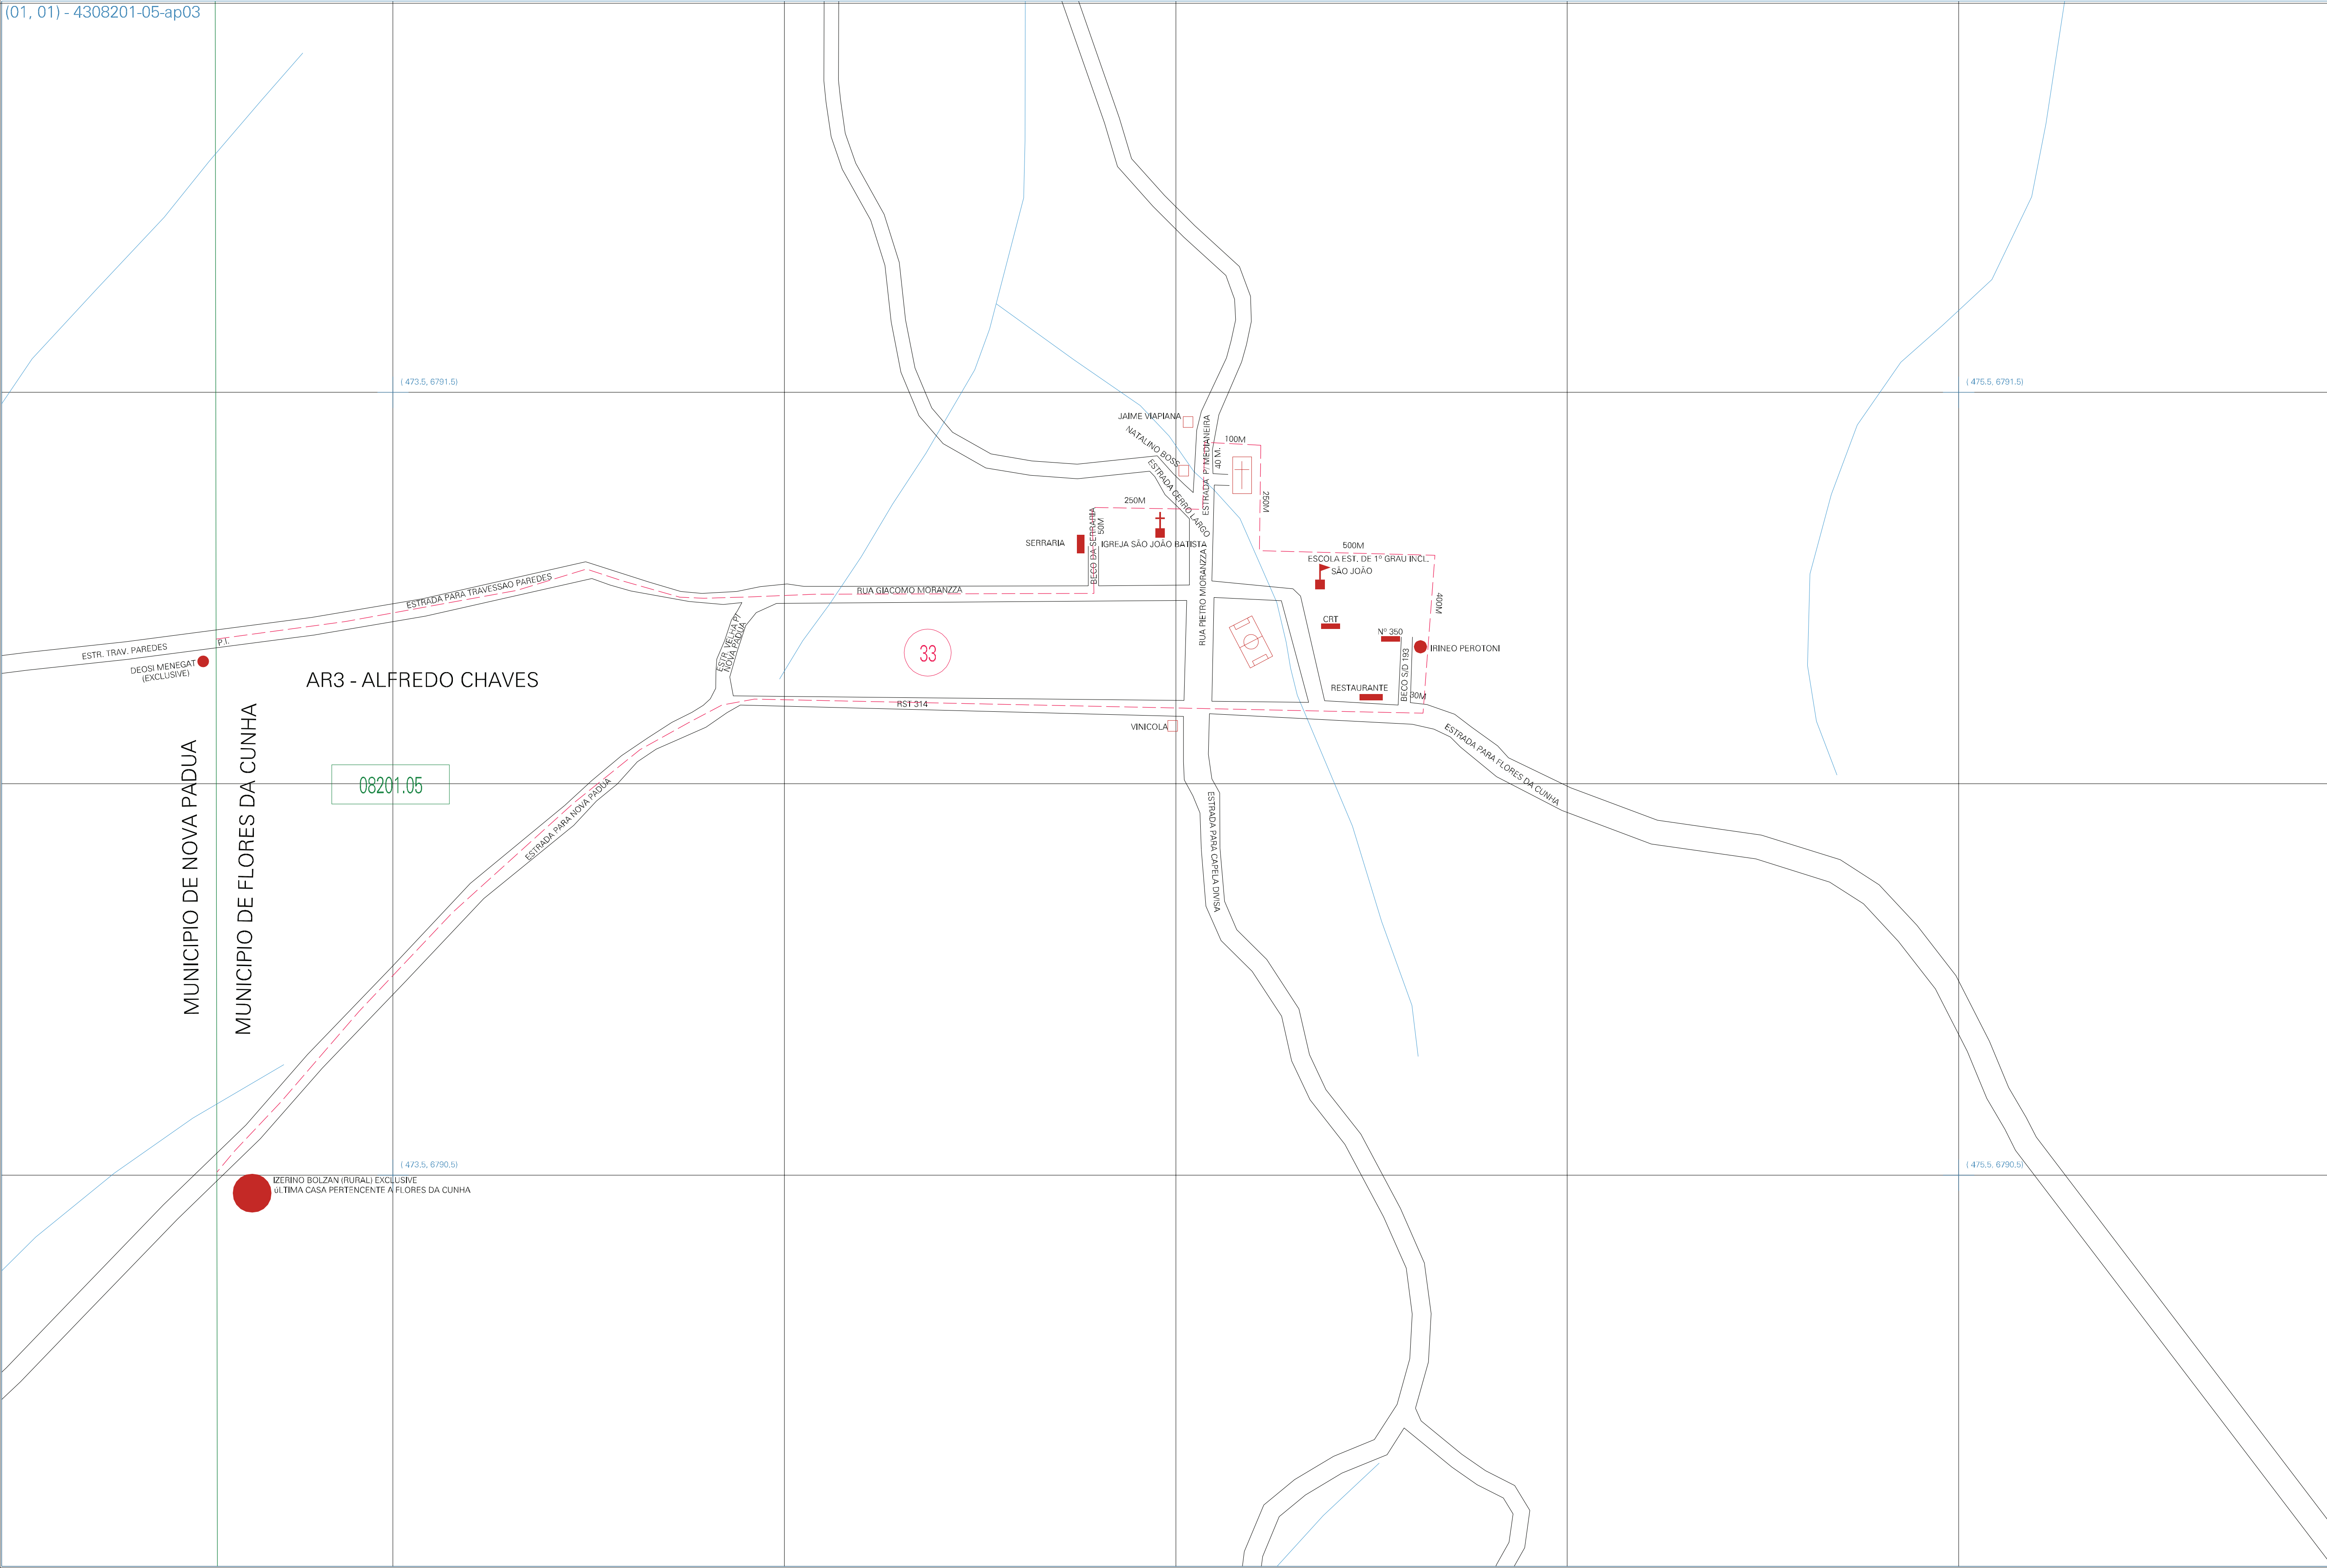 (01, 01) - 4308201-05-ap03
( 473.5, 6791.5)
( 475.5, 6791.5)
JAIME VIAPIANA
NATALINO BOSS
ESTRADA P/ MEDIANEIRA
100M
40 M.
250M
ESTRADA CERRO LARGO
250M
50M
BECO DA SERRARIA
SERRARIA
IGREJA SÃO JOÃO BATISTA
500M
ESCOLA EST. DE 1º GRAU INCL.
SÃO JOÃO
400M
ESTRADA PARA TRAVESSAO PAREDES
RUA GIACOMO MORANZZA
RUA PIETRO MIORANZZA
CRT
Nº 350
IRINEO PEROTONI
ESTR. VELHA P/
NOVA PADUA
33
P.I.
ESTR. TRAV. PAREDES
DEOSI MENEGAT
(EXCLUSIVE)
AR3 - ALFREDO CHAVES
BECO S/D 193
RESTAURANTE
30M
RST 314
VINICOLA
ESTRADA PARA FLORES DA CUNHA
MUNICIPIO DE NOVA PADUA
MUNICIPIO DE FLORES DA CUNHA
08201.05
ESTRADA PARA NOVA PADUA
ESTRADA PARA CAPELA DIVISA
( 473.5, 6790.5)
( 475.5, 6790.5)
IZERINO BOLZAN (RURAL) EXCLUSIVE
úLTIMA CASA PERTENCENTE A FLORES DA CUNHA